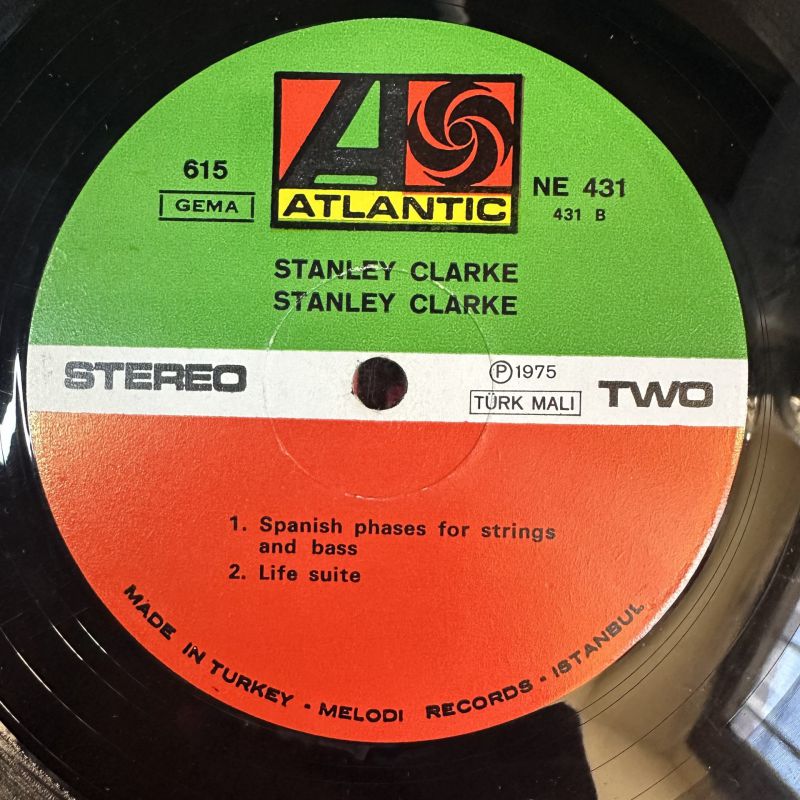 615
GEMA
ATLANTIC
NE 431
431 B
STANLEY CLARKE
STANLEY CLARKE
STEREO
℗1975
TÜRK MALI
TWO
1. Spanish phases for strings
and bass
2. Life suite
MADE IN TURKEY • MELODI RECORDS • ISTANBUL